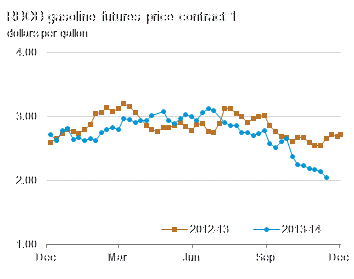 RBOB gasoline futures price contract 1
dollars per gallon
4.00
3.00
2.00
1.00
Dec Mar Jun Sep Dec
2012-13 2013-14